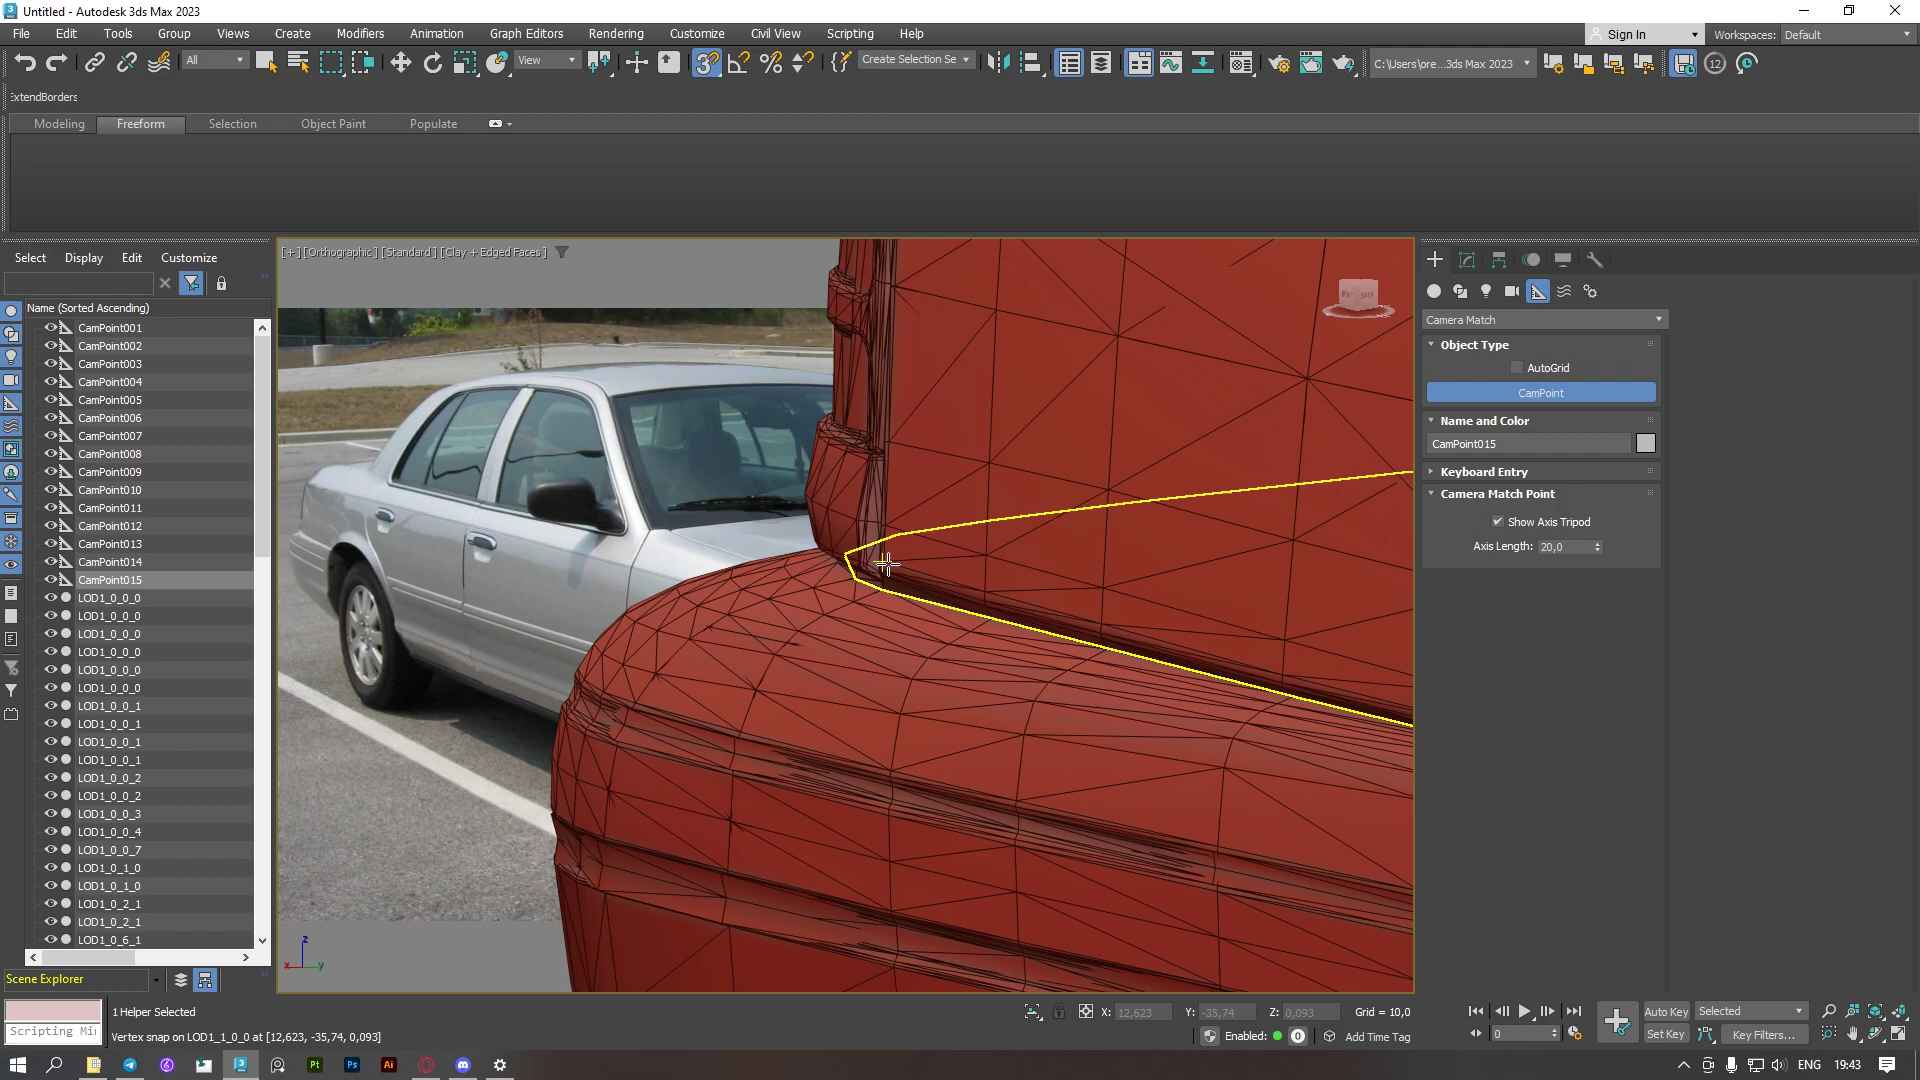 Untitled - Autodesk 3ds Max 2023
File Edit Tools Group Views Create Modifiers Animation Graph Editors Rendering Customize Civil View Scripting Help
Sign In Workspaces: Default
All View Create Selection Se C:\Users\ore...3ds Max 2023 12
ExtendBorders
Modeling Freeform Selection Object Paint Populate
Select Display Edit Customize
Name (Sorted Ascending)
CamPoint001
CamPoint002
CamPoint003
CamPoint004
CamPoint005
CamPoint006
CamPoint007
CamPoint008
CamPoint009
CamPoint010
CamPoint011
CamPoint012
CamPoint013
CamPoint014
CamPoint015
LOD1_0_0_0
LOD1_0_0_0
LOD1_0_0_0
LOD1_0_0_0
LOD1_0_0_0
LOD1_0_0_0
LOD1_0_0_1
LOD1_0_0_1
LOD1_0_0_1
LOD1_0_0_1
LOD1_0_0_2
LOD1_0_0_2
LOD1_0_0_3
LOD1_0_0_4
LOD1_0_0_7
LOD1_0_1_0
LOD1_0_1_0
LOD1_0_2_1
LOD1_0_2_1
LOD1_0_6_1
Scene Explorer
[+] [Orthographic] [Standard] [Clay + Edged Faces]
z
x y
Camera Match
Object Type
AutoGrid
CamPoint
Name and Color
CamPoint015
Keyboard Entry
Camera Match Point
Show Axis Tripod
Axis Length: 20,0
1 Helper Selected
X: 12,623 Y: -35,74 Z: 0,093 Grid = 10,0
Scripting Mi
Vertex snap on LOD1_1_0_0 at [12,623, -35,74, 0,093]
Enabled: 0 Add Time Tag
0
Auto Key Selected
Set Key Key Filters...
ENG 19:43